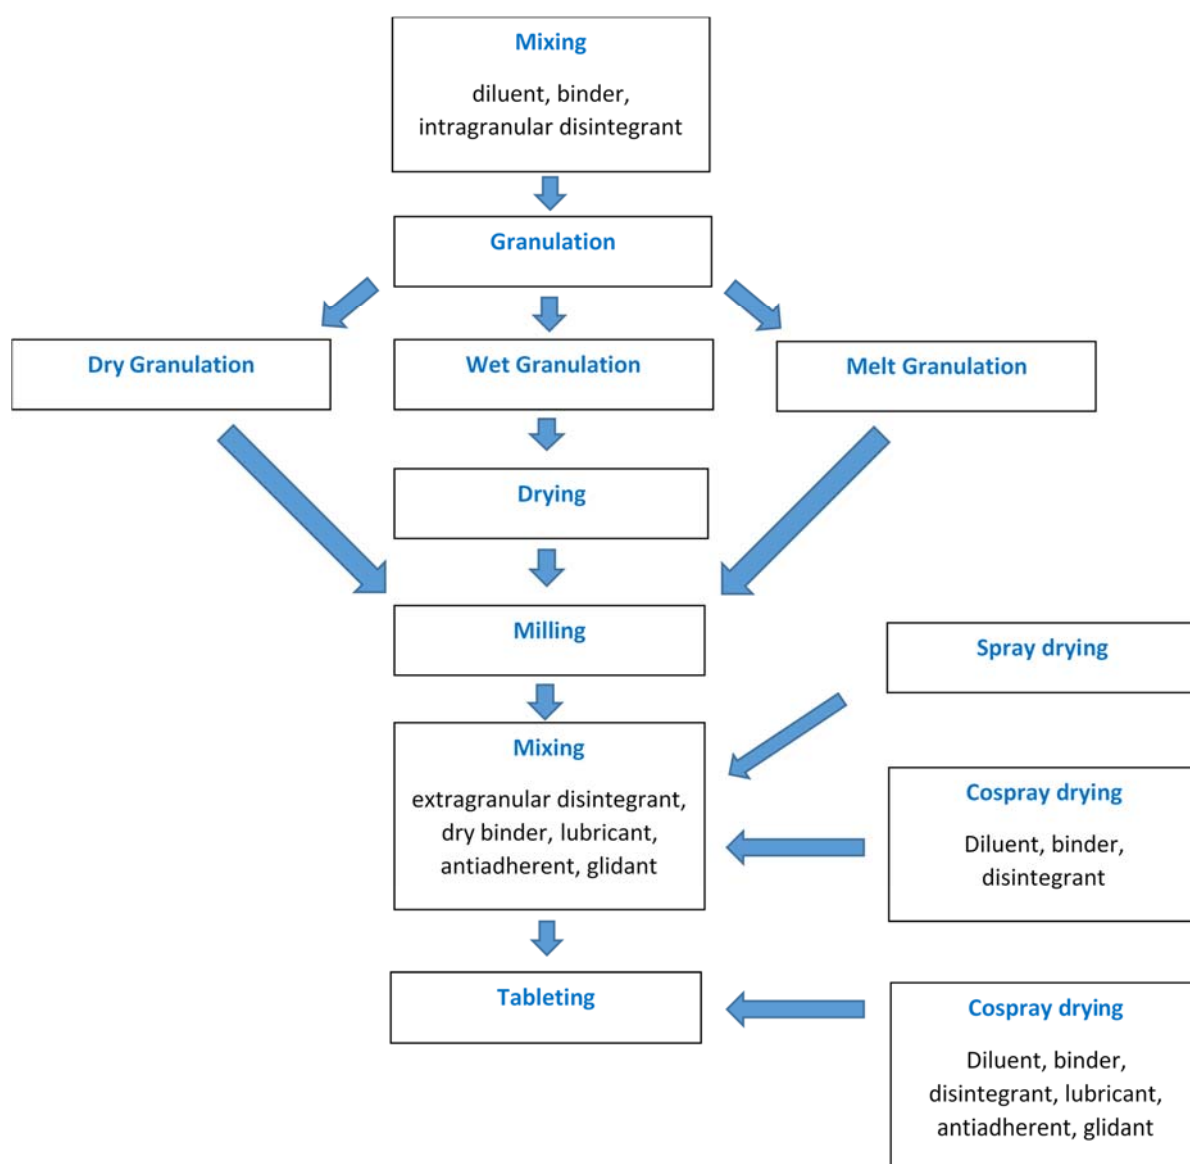 Mixing
diluent, binder,
intragranular disintegrant
Granulation
Dry Granulation
Wet Granulation
Melt Granulation
Drying
Milling
Spray drying
Mixing
extragranular disintegrant,
dry binder, lubricant,
antiadherent, glidant
Cospray drying
Diluent, binder,
disintegrant
Tableting
Cospray drying
Diluent, binder,
disintegrant, lubricant,
antiadherent, glidant